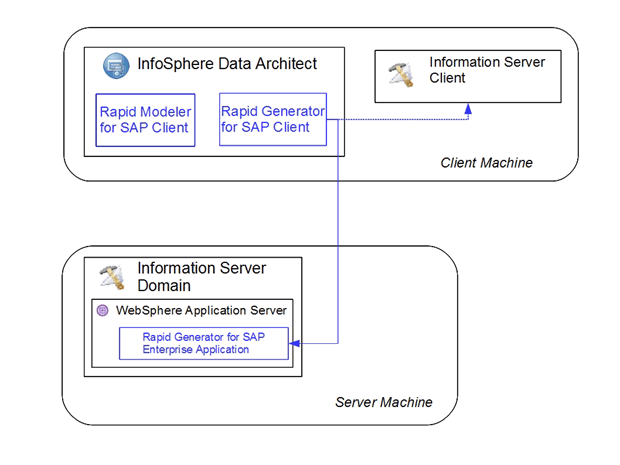 InfoSphere Data Architect
Rapid Modeler
for SAP Client
Rapid Generator
for SAP Client
Information Server
Client
Client Machine
Information Server
Domain
WebSphere Application Server
Rapid Generator for SAP
Enterprise Application
Server Machine